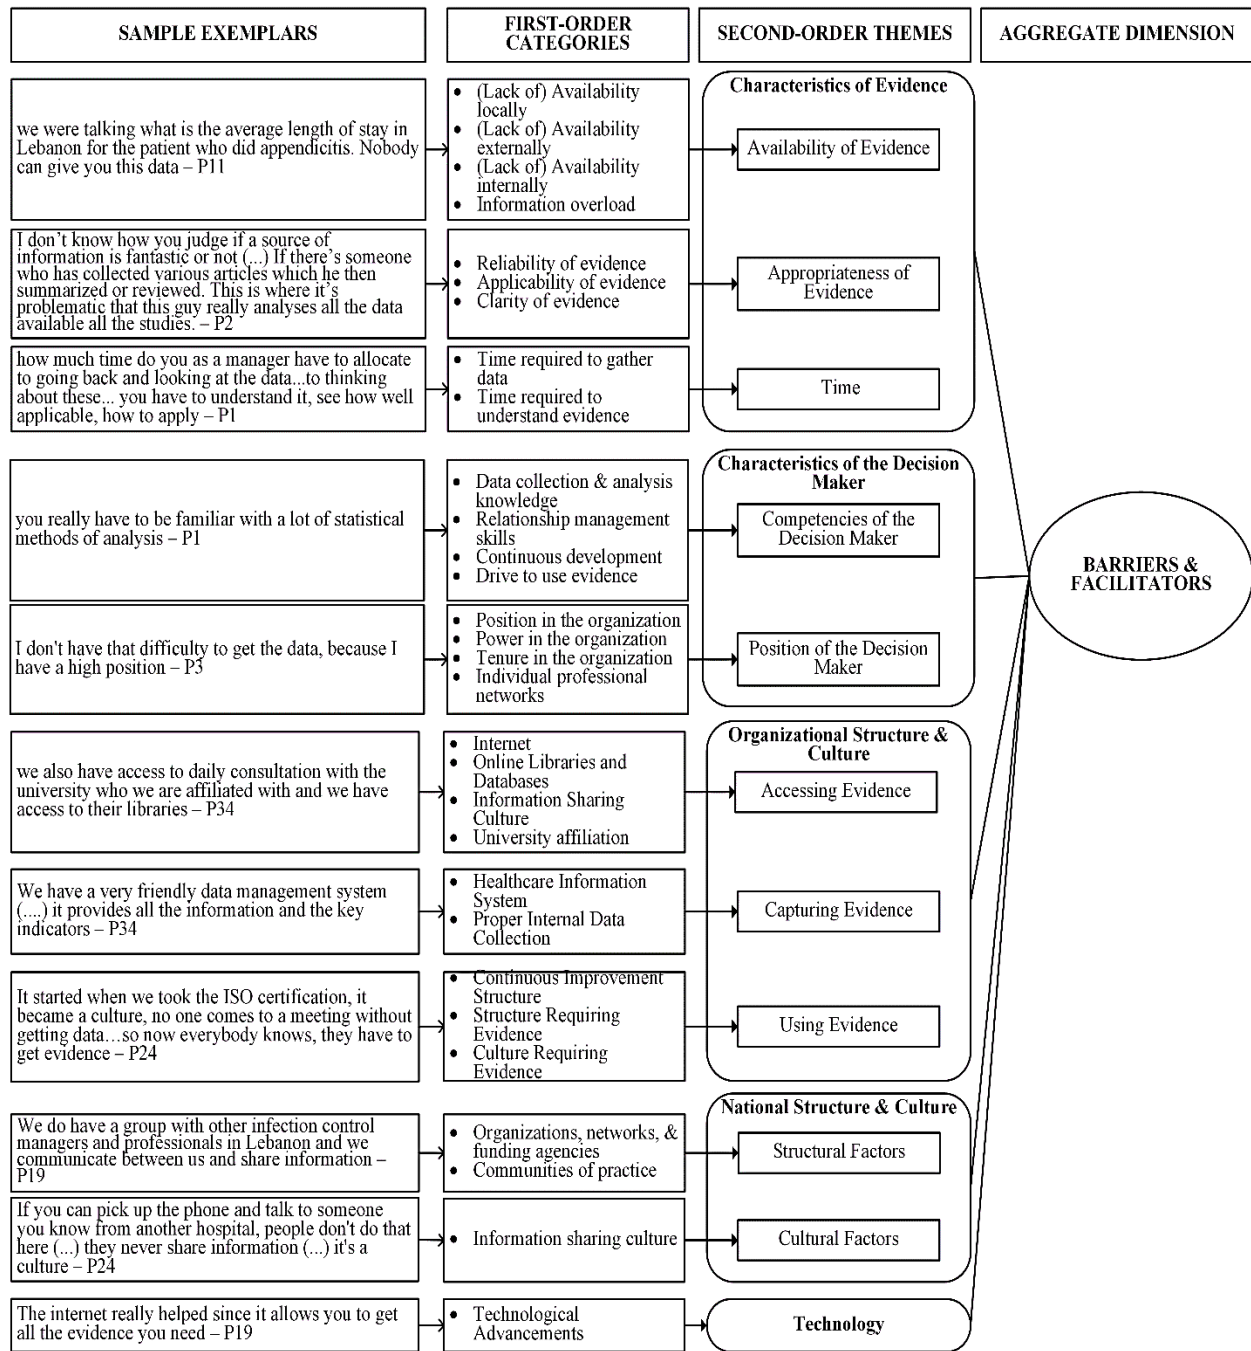 SAMPLE EXEMPLARS
FIRST-ORDER
CATEGORIES
SECOND-ORDER THEMES
AGGREGATE DIMENSION
we were talking what is the average length of stay in
Lebanon for the patient who did appendicitis. Nobody
can give you this data – P11
• (Lack of) Availability
locally
• (Lack of) Availability
externally
• (Lack of) Availability
internally
• Information overload
Characteristics of Evidence
Availability of Evidence
I don’t know how you judge if a source of
information is fantastic or not (...) If there’s someone
who has collected various articles which he then
summarized or reviewed. This is where it’s
problematic that this guy really analyses all the data
available all the studies. – P2
• Reliability of evidence
• Applicability of evidence
• Clarity of evidence
Appropriateness of
Evidence
how much time do you as a manager have to allocate
to going back and looking at the data...to thinking
about these... you have to understand it, see how well
applicable, how to apply – P1
• Time required to gather
data
• Time required to
understand evidence
Time
you really have to be familiar with a lot of statistical
methods of analysis – P1
• Data collection & analysis
knowledge
• Relationship management
skills
• Continuous development
• Drive to use evidence
Characteristics of the Decision
Maker
Competencies of the
Decision Maker
I don't have that difficulty to get the data, because I
have a high position – P3
• Position in the organization
• Power in the organization
• Tenure in the organization
• Individual professional
networks
Position of the Decision
Maker
BARRIERS &
FACILITATORS
we also have access to daily consultation with the
university who we are affiliated with and we have
access to their libraries – P34
• Internet
• Online Libraries and
Databases
• Information Sharing
Culture
• University affiliation
Organizational Structure &
Culture
Accessing Evidence
We have a very friendly data management system
(....) it provides all the information and the key
indicators – P34
• Healthcare Information
System
• Proper Internal Data
Collection
Capturing Evidence
It started when we took the ISO certification, it
became a culture, no one comes to a meeting without
getting data…so now everybody knows, they have to
get evidence – P24
• Continuous Improvement
Structure
• Structure Requiring
Evidence
• Culture Requiring
Evidence
Using Evidence
We do have a group with other infection control
managers and professionals in Lebanon and we
communicate between us and share information –
P19
• Organizations, networks, &
funding agencies
• Communities of practice
National Structure & Culture
Structural Factors
If you can pick up the phone and talk to someone
you know from another hospital, people don't do that
here (...) they never share information (...) it's a
culture – P24
• Information sharing culture
Cultural Factors
The internet really helped since it allows you to get
all the evidence you need – P19
• Technological
Advancements
Technology